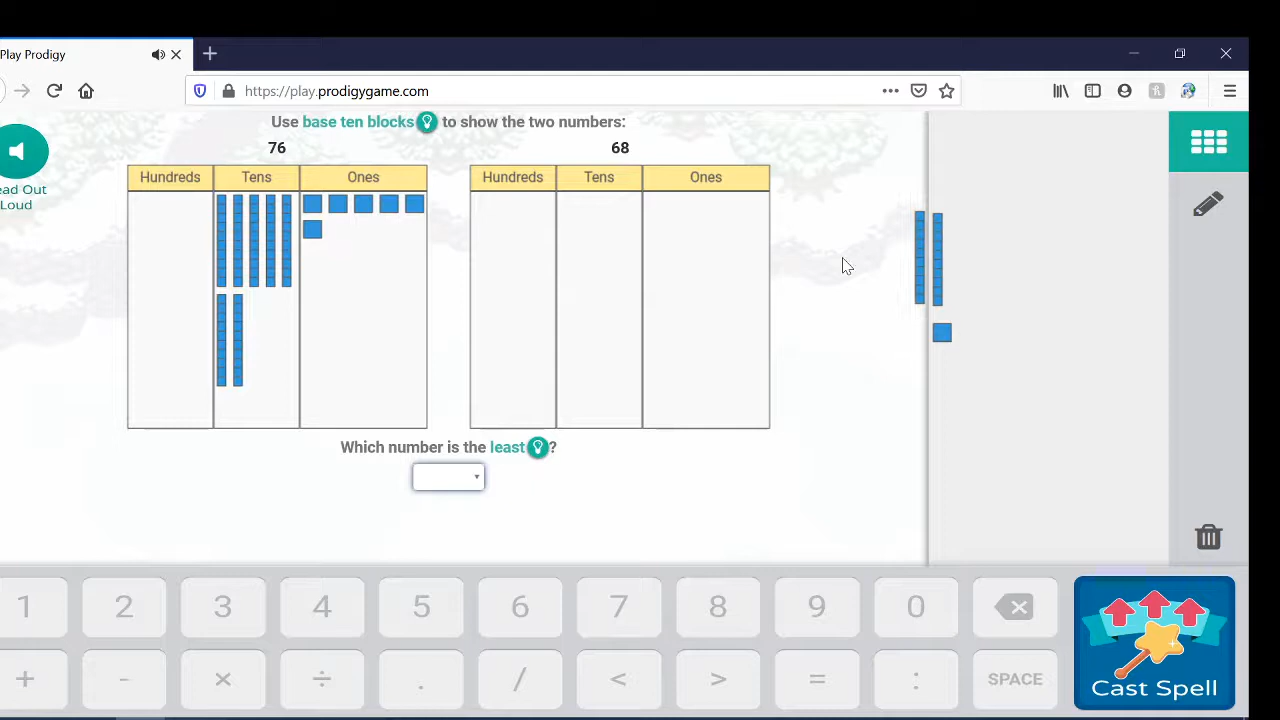 Play Prodigy
https://play.prodigygame.com
Use base ten blocks to show the two numbers:
76 68
Hundreds Tens Ones Hundreds Tens Ones
ead Out
Loud
Which number is the least ?
1 2 3 4 5 6 7 8 9 0
+ - × ÷ . / < > = : SPACE
Cast Spell